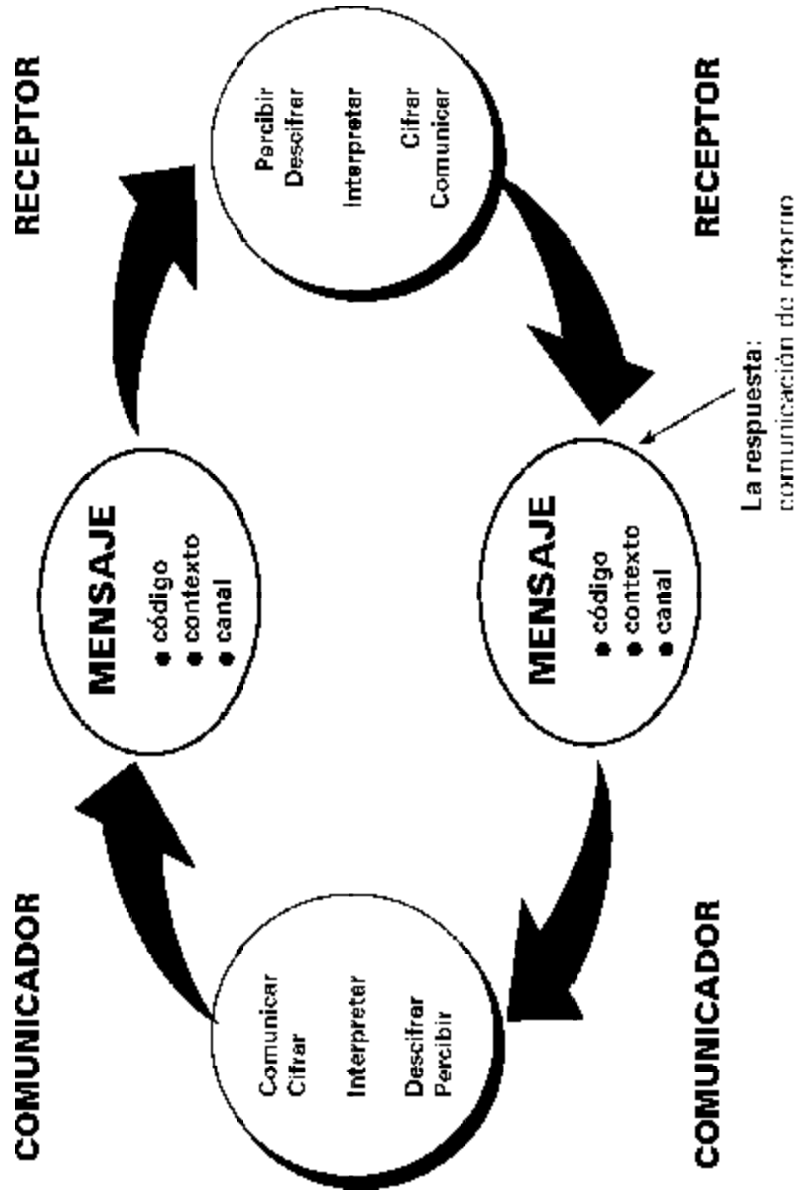 COMUNICADOR
RECEPTOR
MENSAJE
• código
• contexto
• canal
Comunicar
Cifrar
Interpretar
Descifrar
Percibir
Percibir
Descifrar
Interpretar
Cifrar
Comunicar
MENSAJE
• código
• contexto
• canal
COMUNICADOR
RECEPTOR
La respuesta:
comunicación de retorno